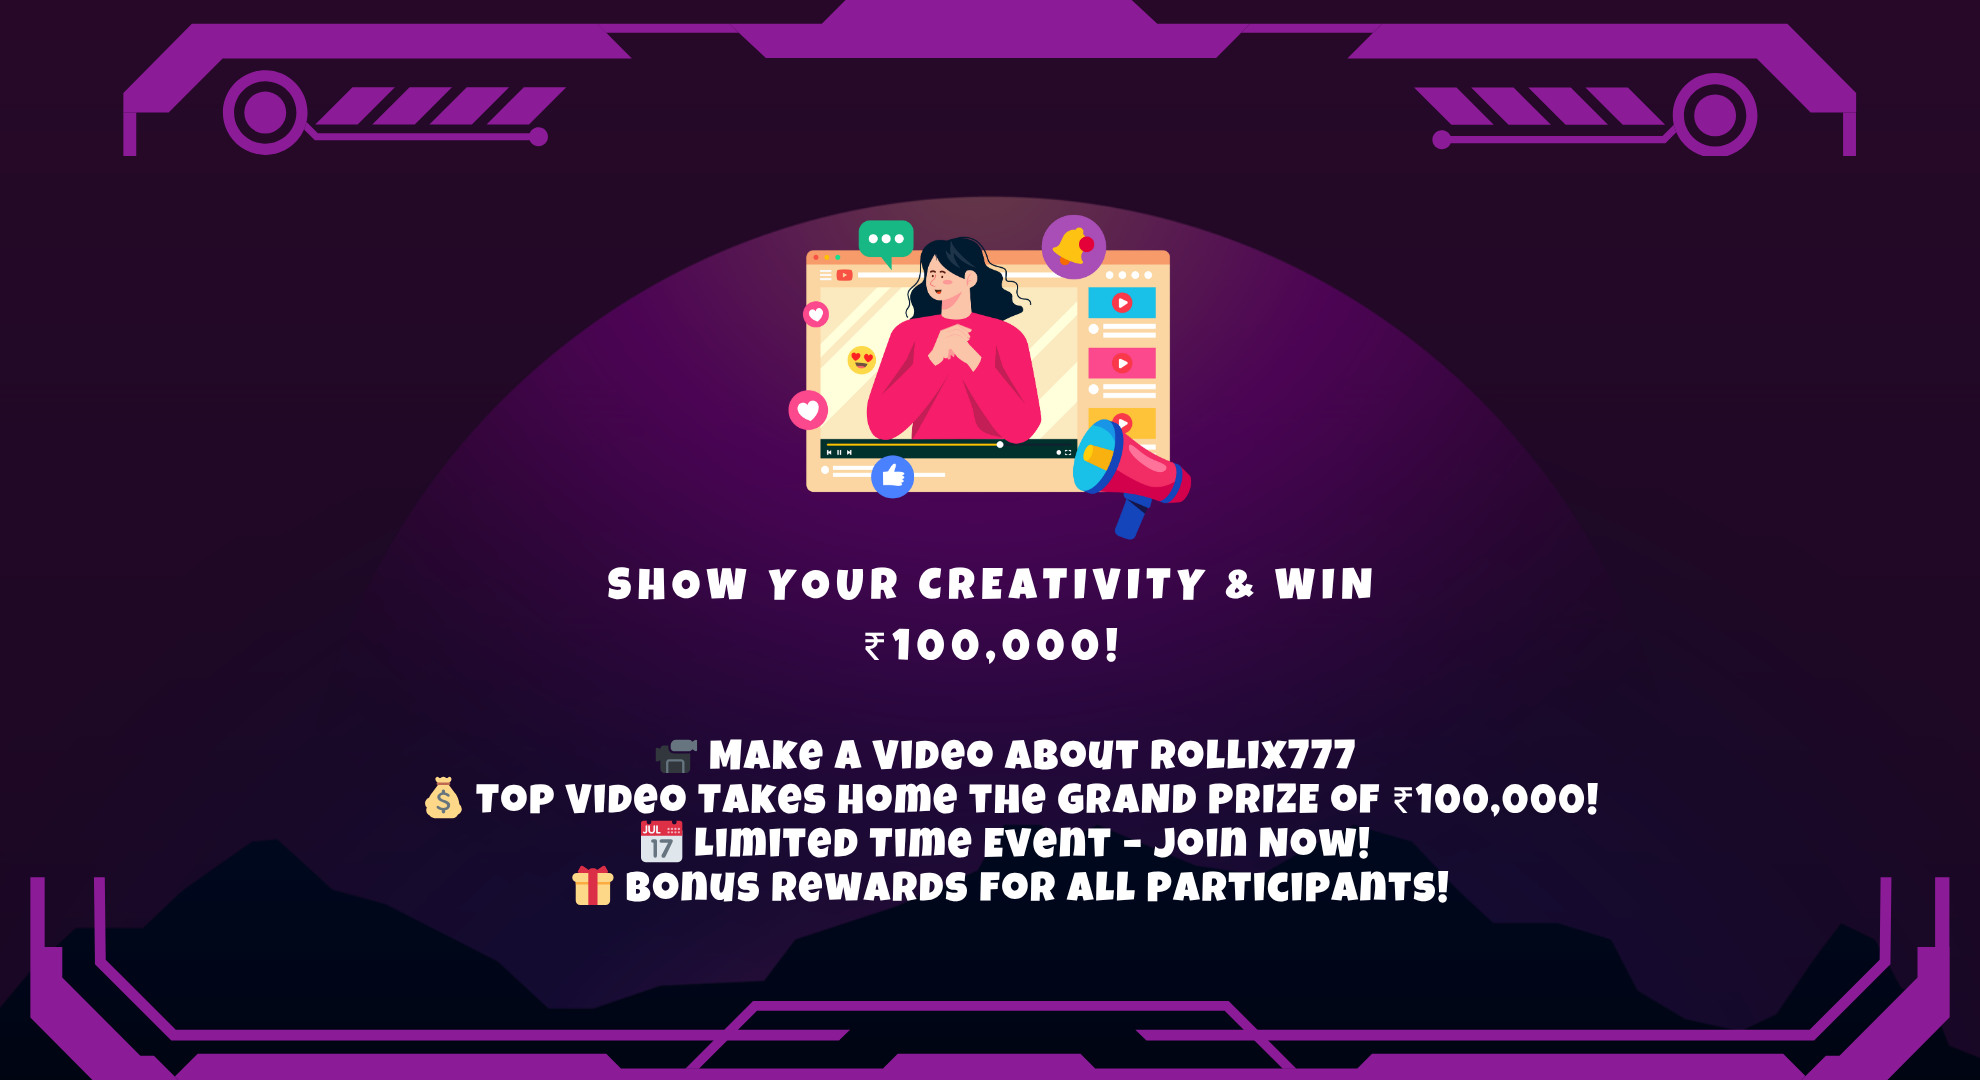 SHOW YOUR CREATIVITY & WIN
₹100,000!
🎥 Make a Video About Rollix777
💰 Top Video Takes Home the Grand Prize of ₹100,000!
📅 Limited Time Event – Join Now!
🎁 Bonus Rewards for All Participants!